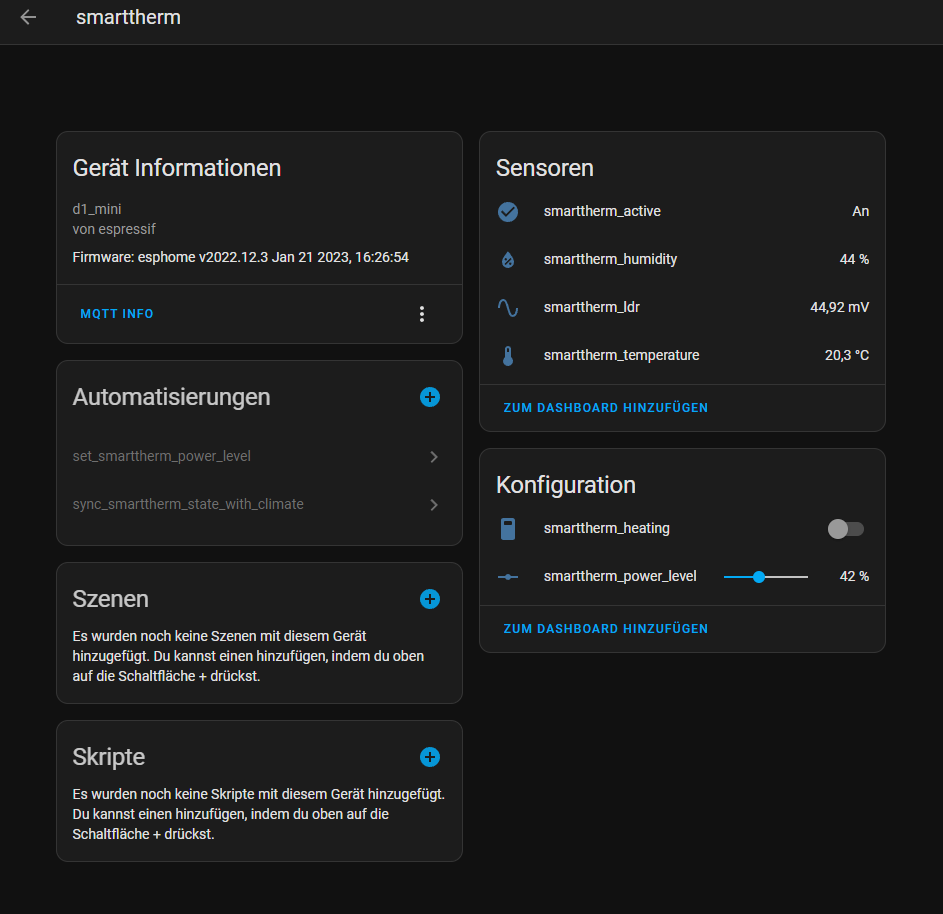 smarttherm
Gerät Informationen
d1_mini
von espressif
Firmware: esphome v2022.12.3 Jan 21 2023, 16:26:54
MQTT INFO
Automatisierungen
set_smarttherm_power_level
sync_smarttherm_state_with_climate
Szenen
Es wurden noch keine Szenen mit diesem Gerät
hinzugefügt. Du kannst einen hinzufügen, indem du oben
auf die Schaltfläche + drückst.
Skripte
Es wurden noch keine Skripte mit diesem Gerät hinzugefügt.
Du kannst einen hinzufügen, indem du oben auf die
Schaltfläche + drückst.
Sensoren
smarttherm_active An
smarttherm_humidity 44 %
smarttherm_ldr 44,92 mV
smarttherm_temperature 20,3 °C
ZUM DASHBOARD HINZUFÜGEN
Konfiguration
smarttherm_heating
smarttherm_power_level 42 %
ZUM DASHBOARD HINZUFÜGEN